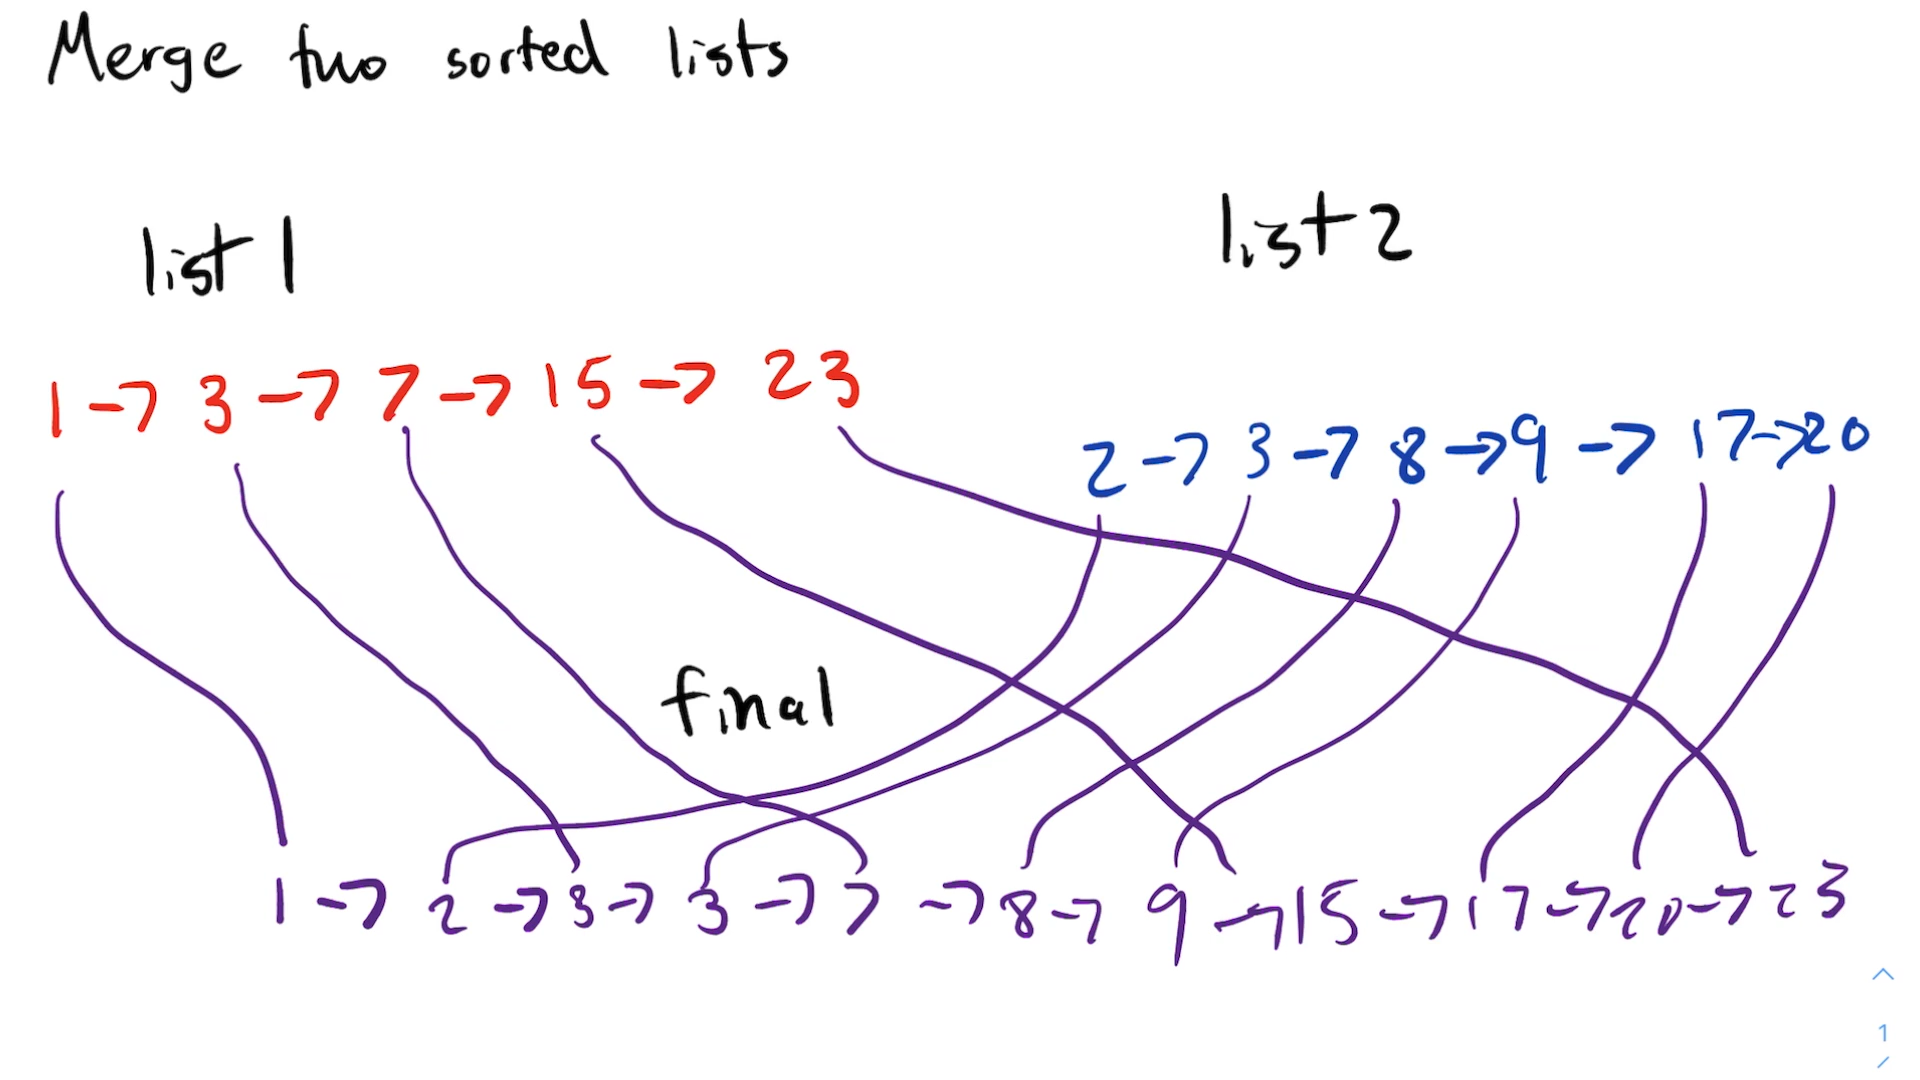 Merge two sorted lists
list 1
list 2
1 -> 3 -> 7 -> 15 -> 23
2 -> 3 -> 8 -> 9 -> 17 -> 20
final
1 -> 2 -> 3 -> 3 -> 7 -> 8 -> 9 -> 15 -> 17 -> 20 -> 23
1